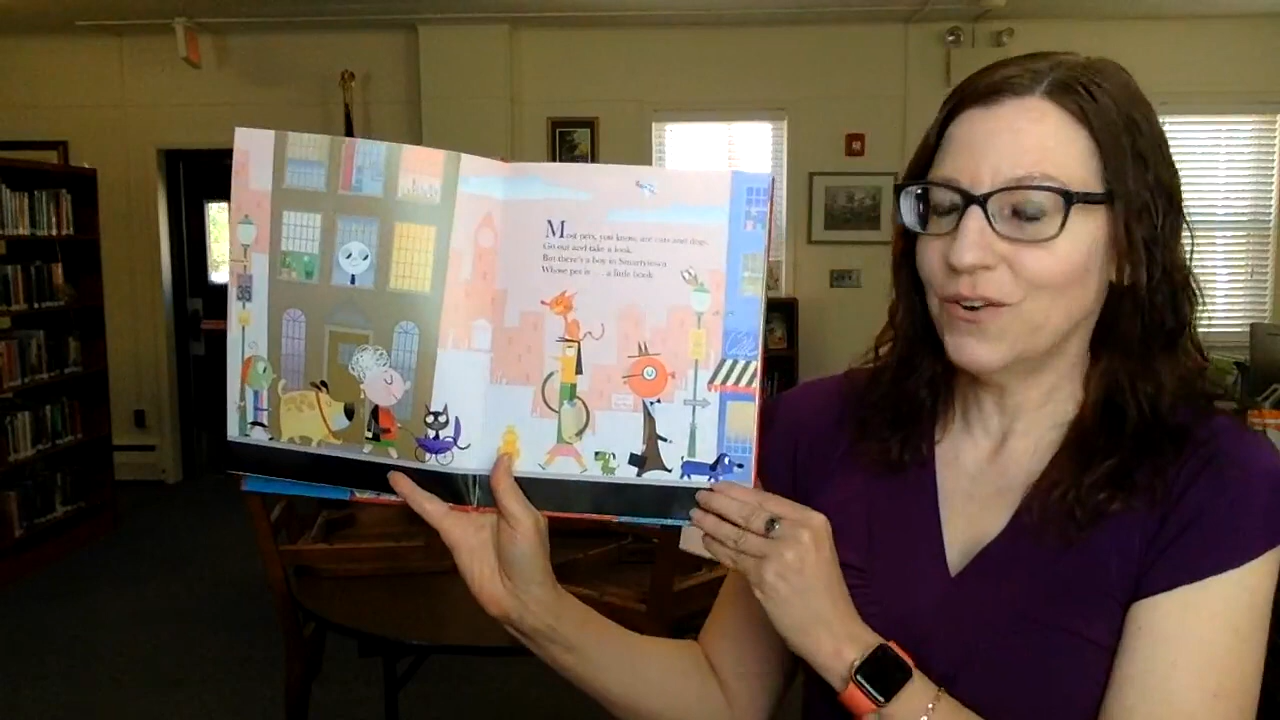 35
Most pets, you know, are cats and dogs.
Go out and take a look.
But there's a boy in Smartytown
Whose pet is . . . a little book.